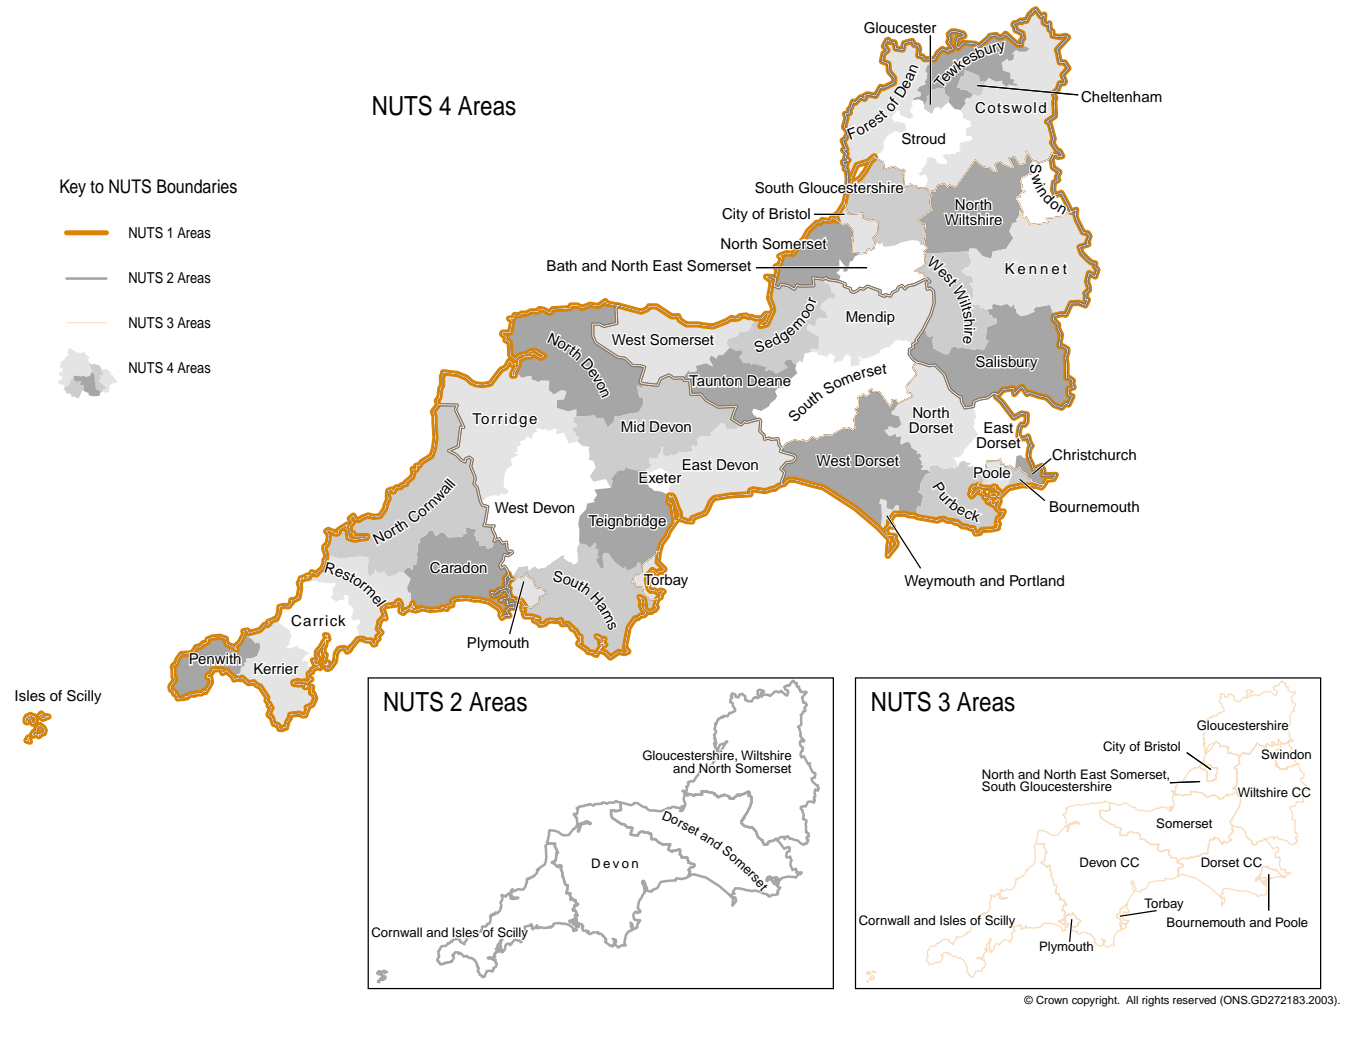 Gloucester
Tewkesbury
Forest of Dean
Cheltenham
Cotswold
NUTS 4 Areas
Stroud
Key to NUTS Boundaries
NUTS 1 Areas
NUTS 2 Areas
NUTS 3 Areas
NUTS 4 Areas
South Gloucestershire
Swindon
City of Bristol
North
Wiltshire
North Somerset
Bath and North East Somerset
Kennet
West Wiltshire
Sedgemoor
Mendip
West Somerset
North Devon
Salisbury
Taunton Deane
South Somerset
Torridge
Mid Devon
North
Dorset
East
Dorset
Christchurch
West Dorset
East Devon
Poole
Exeter
Bournemouth
Purbeck
North Cornwall
West Devon
Teignbridge
Weymouth and Portland
Caradon
Restormel
South Hams
Torbay
Carrick
Plymouth
Penwith
Kerrier
Isles of Scilly
NUTS 2 Areas
Gloucestershire, Wiltshire
and North Somerset
Dorset and Somerset
Devon
Cornwall and Isles of Scilly
NUTS 3 Areas
Gloucestershire
City of Bristol
Swindon
North and North East Somerset,
South Gloucestershire
Wiltshire CC
Somerset
Devon CC
Dorset CC
Torbay
Bournemouth and Poole
Cornwall and Isles of Scilly
Plymouth
© Crown copyright. All rights reserved (ONS.GD272183.2003).